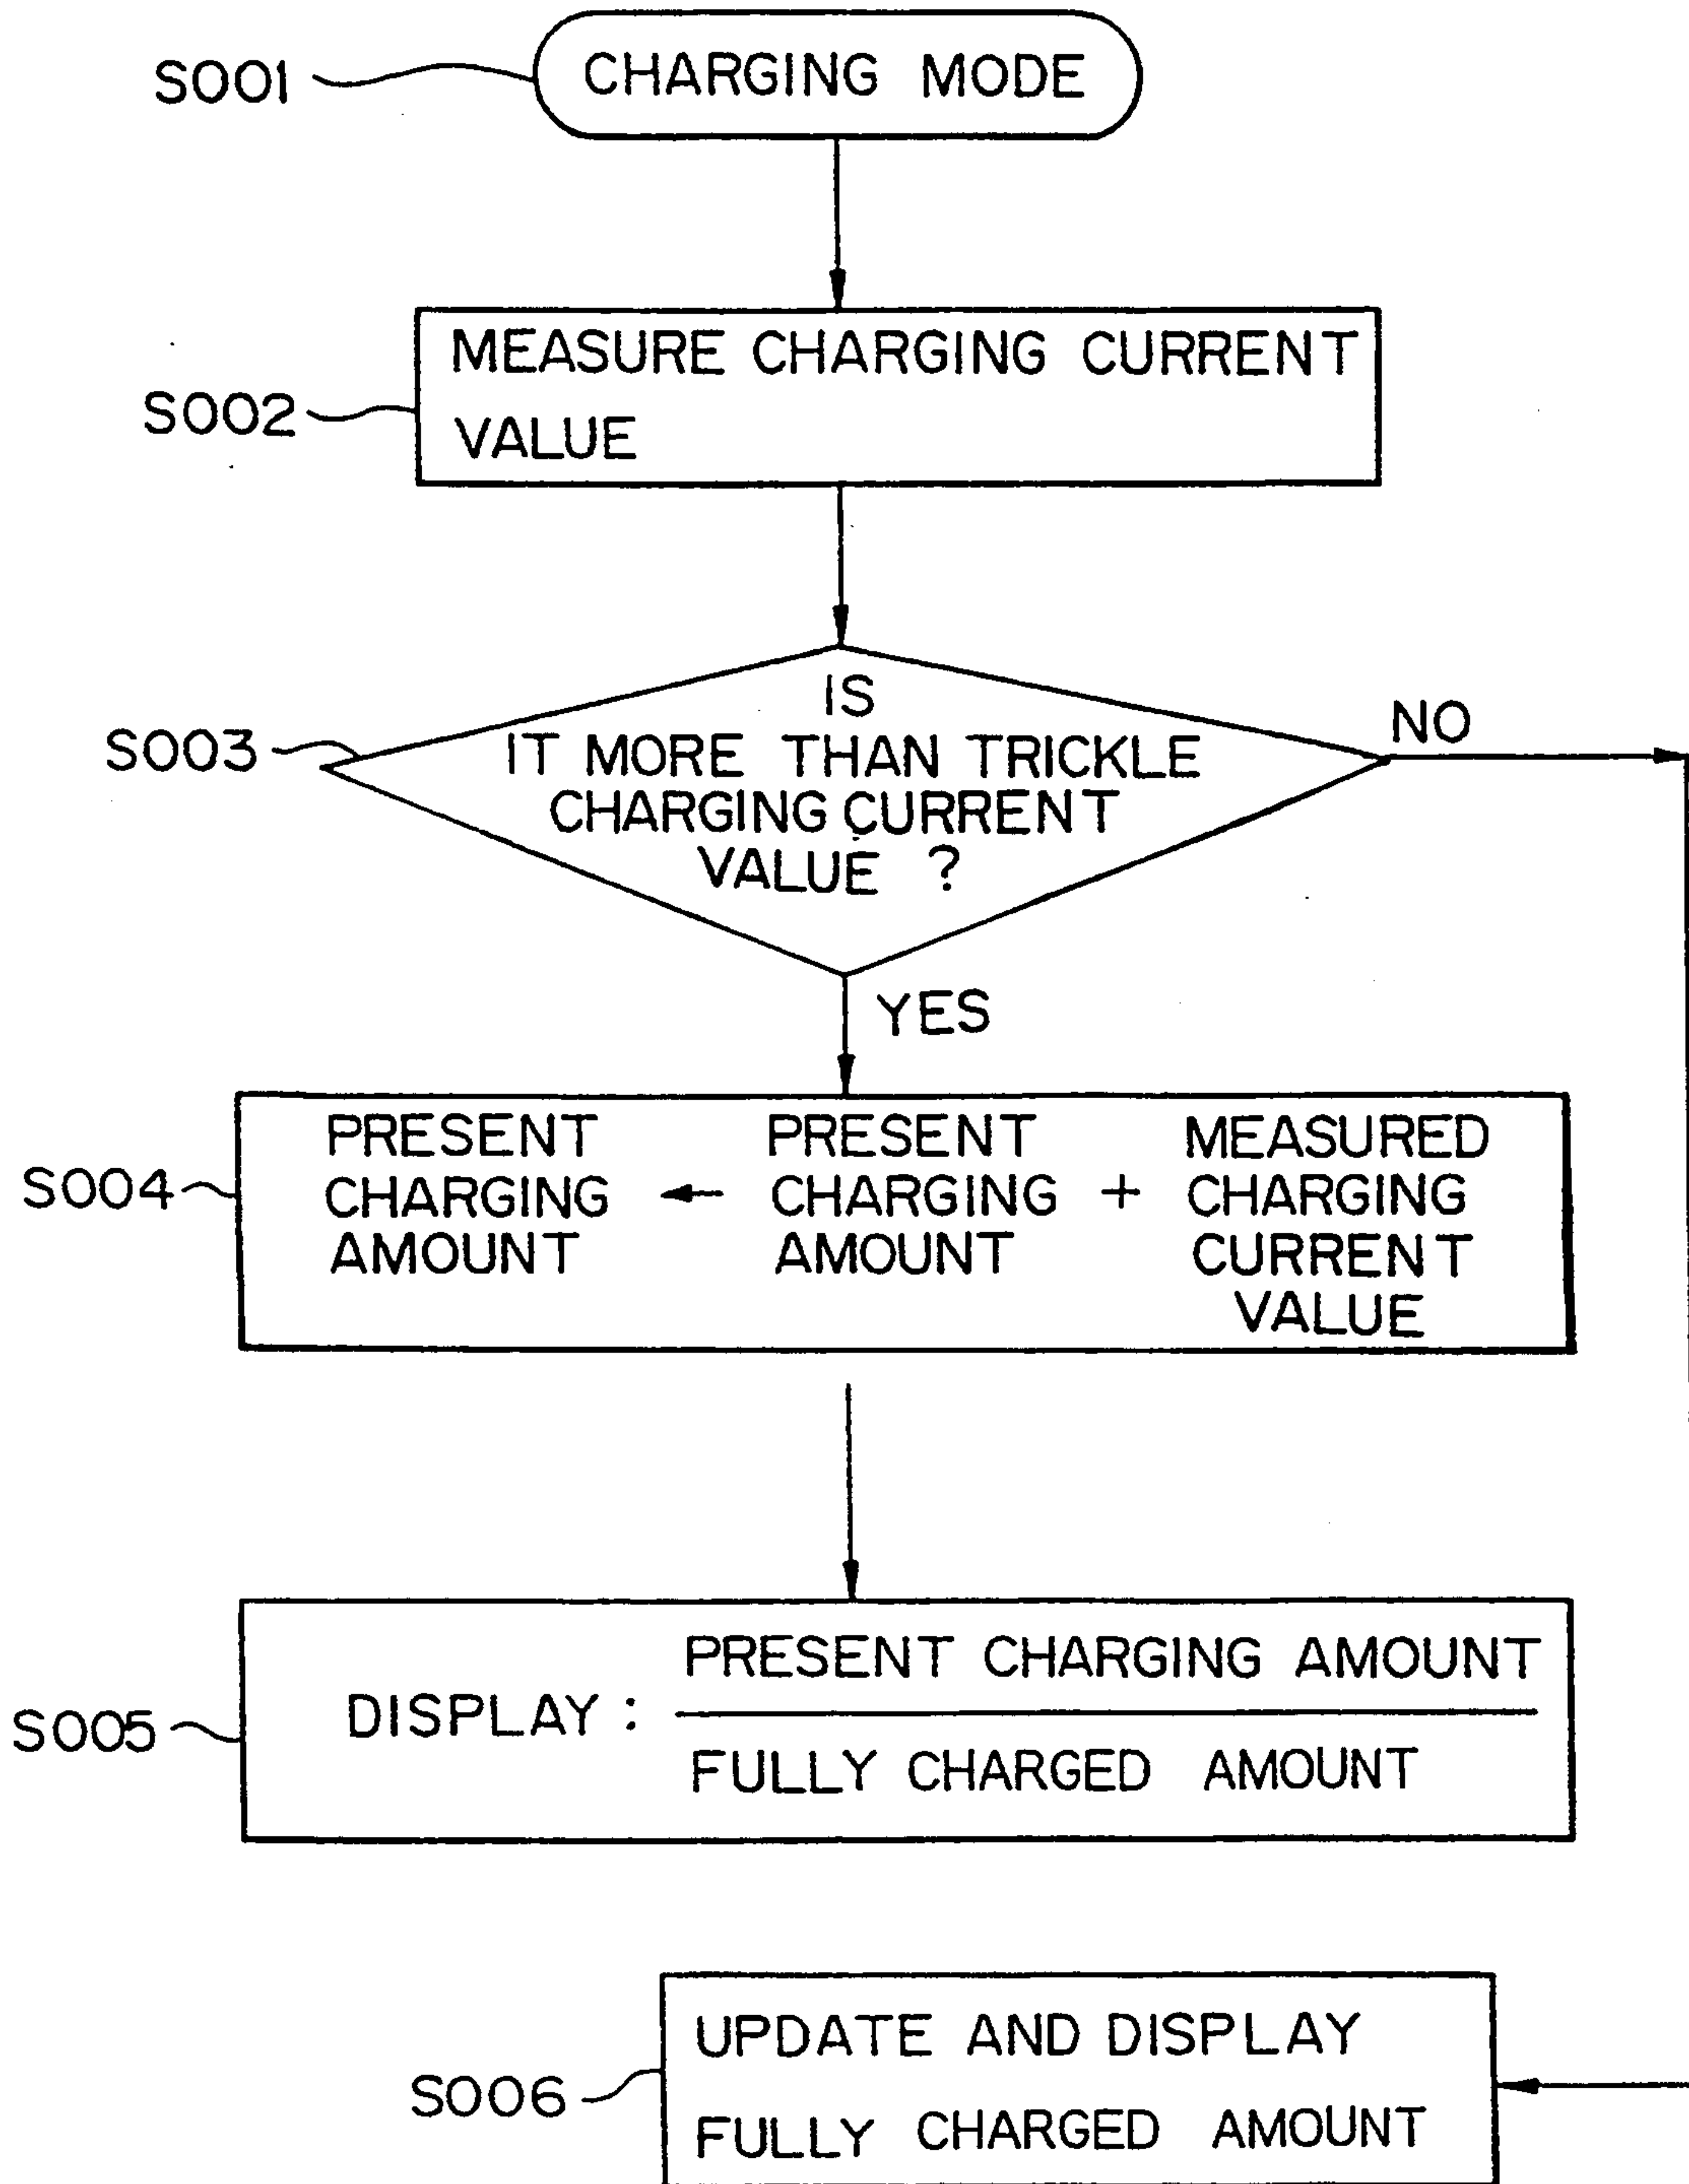 S001
CHARGING MODE
S002
MEASURE CHARGING CURRENT
VALUE
S003
IS
IT MORE THAN TRICKLE
CHARGING CURRENT
VALUE ?
NO
YES
S004
PRESENT
CHARGING
AMOUNT
←
PRESENT
CHARGING
AMOUNT
+
MEASURED
CHARGING
CURRENT
VALUE
S005
DISPLAY :
PRESENT CHARGING AMOUNT
FULLY CHARGED AMOUNT
S006
UPDATE AND DISPLAY
FULLY CHARGED AMOUNT